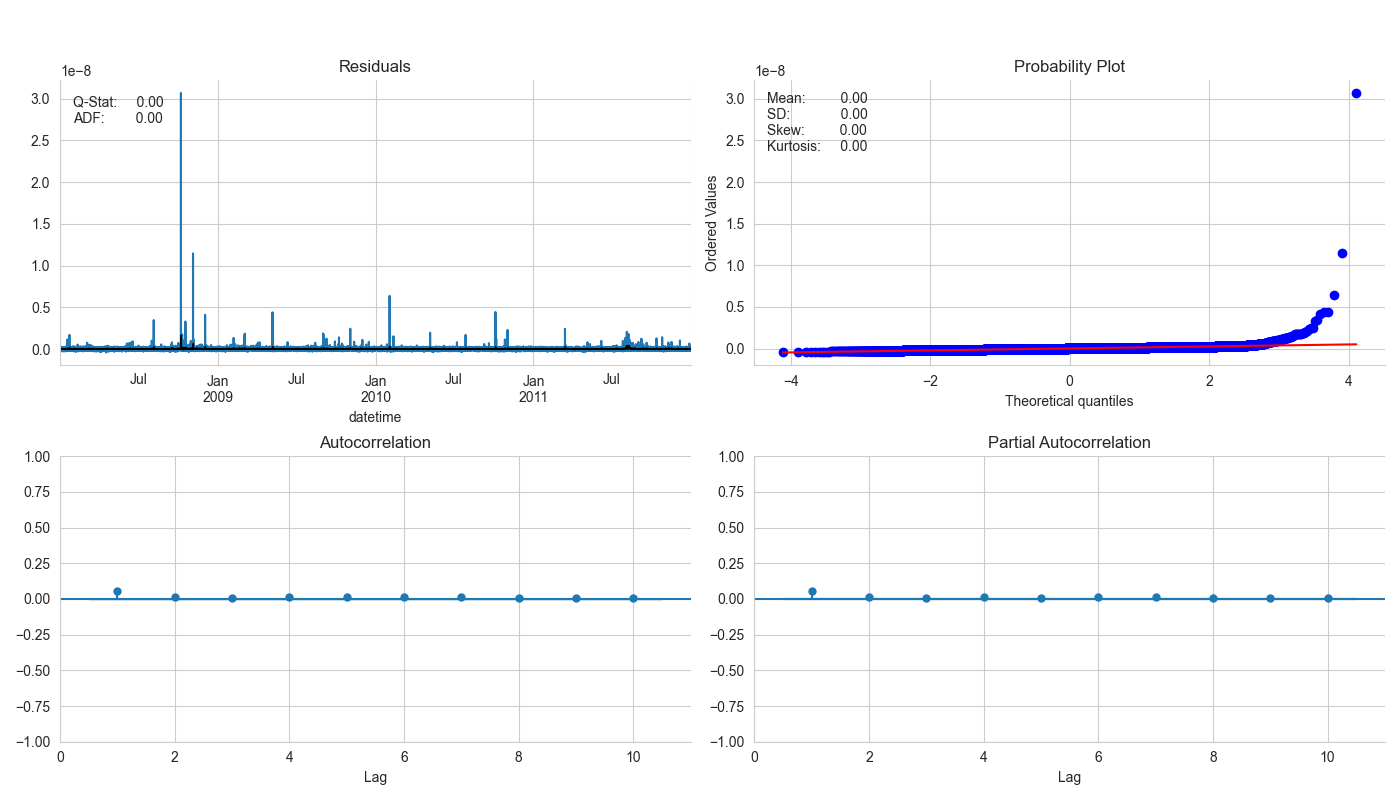 Residuals
1e−8
Q-Stat: 0.00
ADF: 0.00
3.0
2.5
2.0
1.5
1.0
0.5
0.0
Jul
Jan
2009
Jul
Jan
2010
Jul
Jan
2011
Jul
datetime
Probability Plot
1e−8
Mean: 0.00
SD: 0.00
Skew: 0.00
Kurtosis: 0.00
Ordered Values
3.0
2.5
2.0
1.5
1.0
0.5
0.0
−4 −2 0 2 4
Theoretical quantiles
Autocorrelation
1.00
0.75
0.50
0.25
0.00
−0.25
−0.50
−0.75
−1.00
0 2 4 6 8 10
Lag
Partial Autocorrelation
1.00
0.75
0.50
0.25
0.00
−0.25
−0.50
−0.75
−1.00
0 2 4 6 8 10
Lag